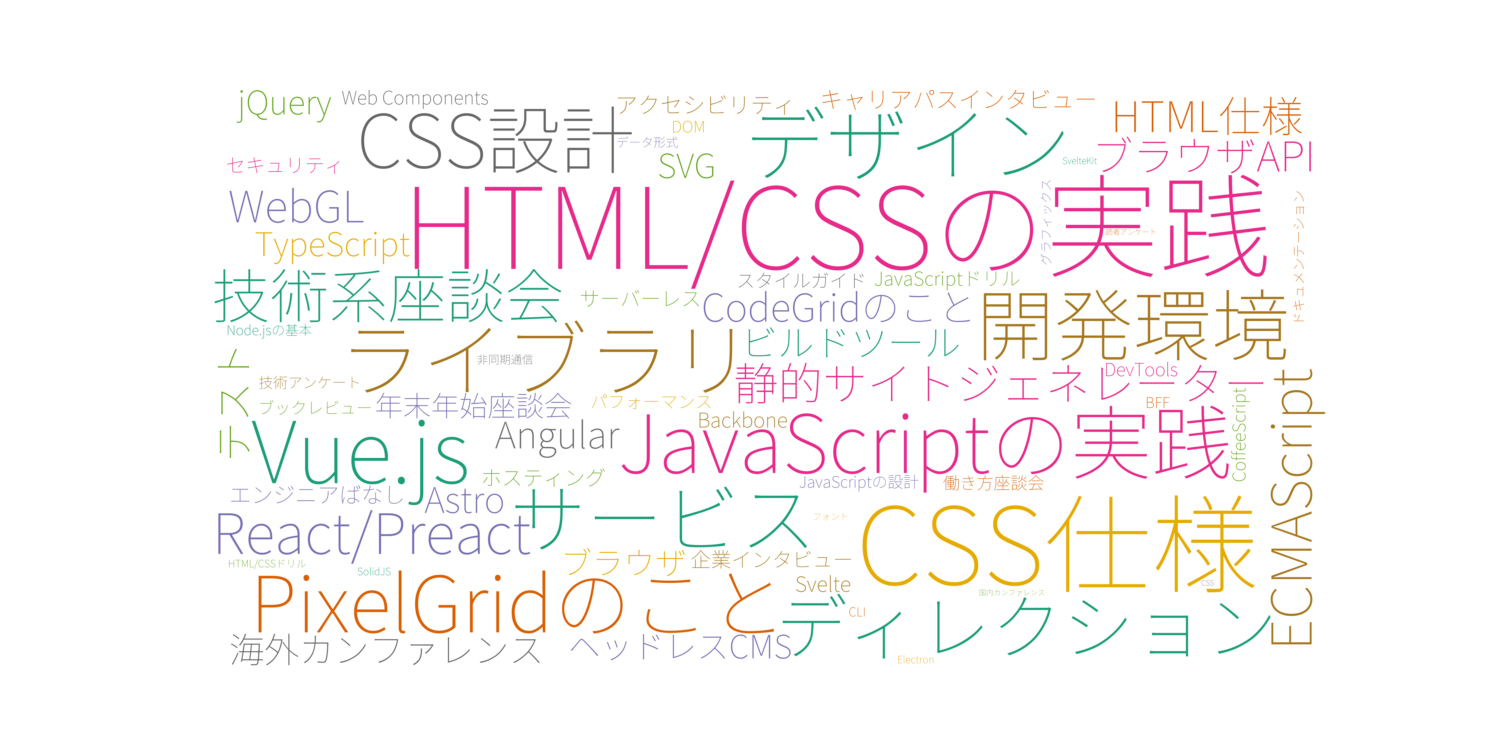 jQuery
Web Components
アクセシビリティ
キャリアパスインタビュー
HTML仕様
CSS設計
DOM
データ形式
デザイン
ブラウザAPI
セキュリティ
SVG
SvelteKit
WebGL
HTML/CSSの実践
グラフィックス
読者アンケート
ドキュメンテーション
TypeScript
技術系座談会
スタイルガイド
JavaScriptドリル
サーバーレス
CodeGridのこと
開発環境
Node.jsの基本
ライブラリ
ビルドツール
非同期通信
テスト
技術アンケート
静的サイトジェネレーター
DevTools
ブックレビュー
年末年始座談会
パフォーマンス
BFF
CoffeeScript
ECMAScript
Vue.js
Angular
Backbone
JavaScriptの実践
ホスティング
JavaScriptの設計
働き方座談会
エンジニアばなし
Astro
サービス
フォント
CSS仕様
React/Preact
ブラウザ
企業インタビュー
HTML/CSSドリル
SolidJS
Svelte
CSS
国内カンファレンス
PixelGridのこと
CLI
ディレクション
海外カンファレンス
ヘッドレスCMS
Electron